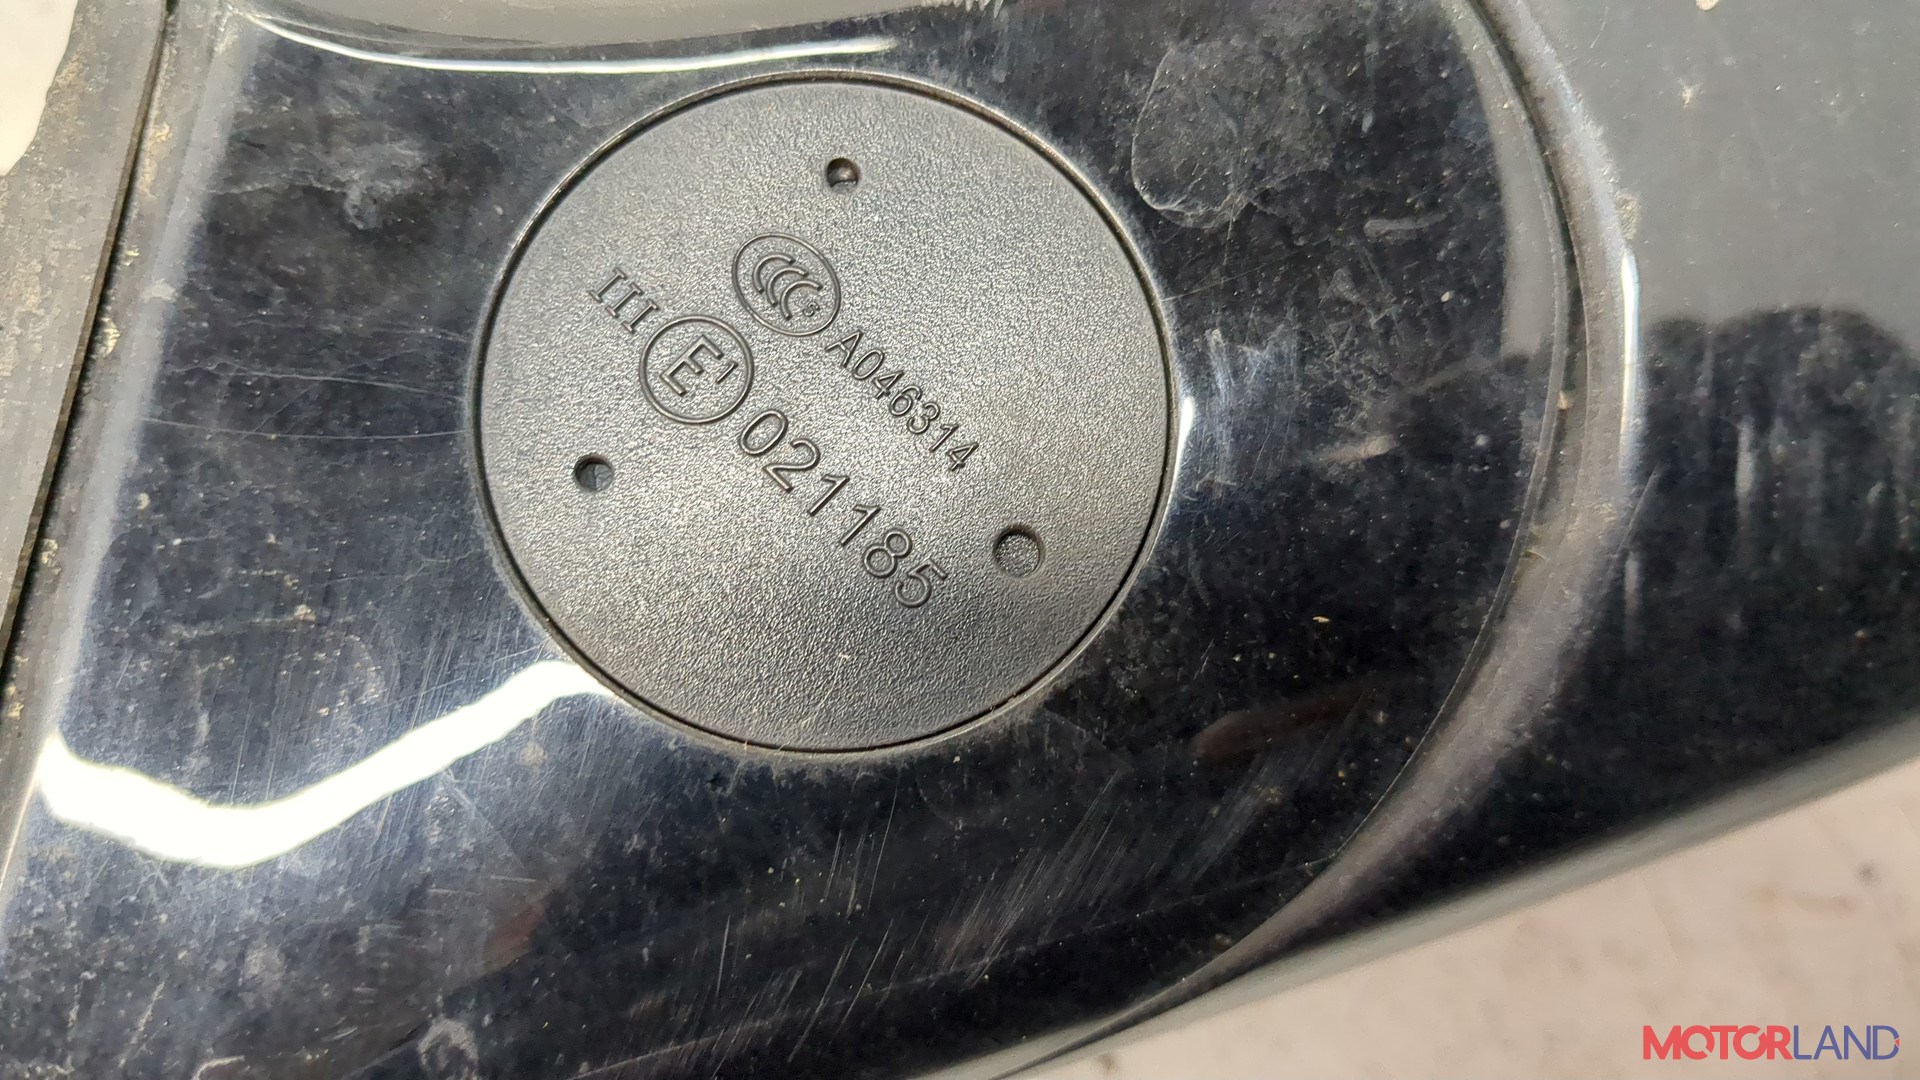 CCC S A046314
III E1 021185
MOTORLAND